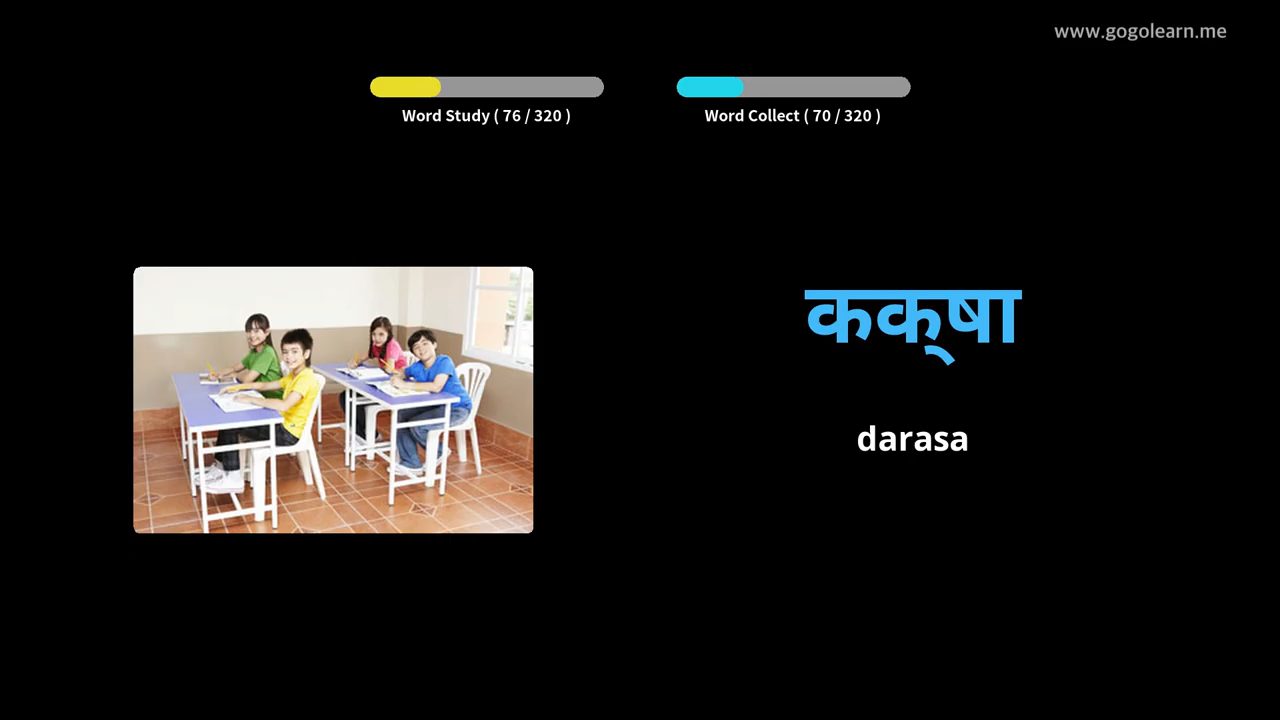 www.gogolearn.me
Word Study ( 76 / 320 )
Word Collect ( 70 / 320 )
कक्षा
darasa